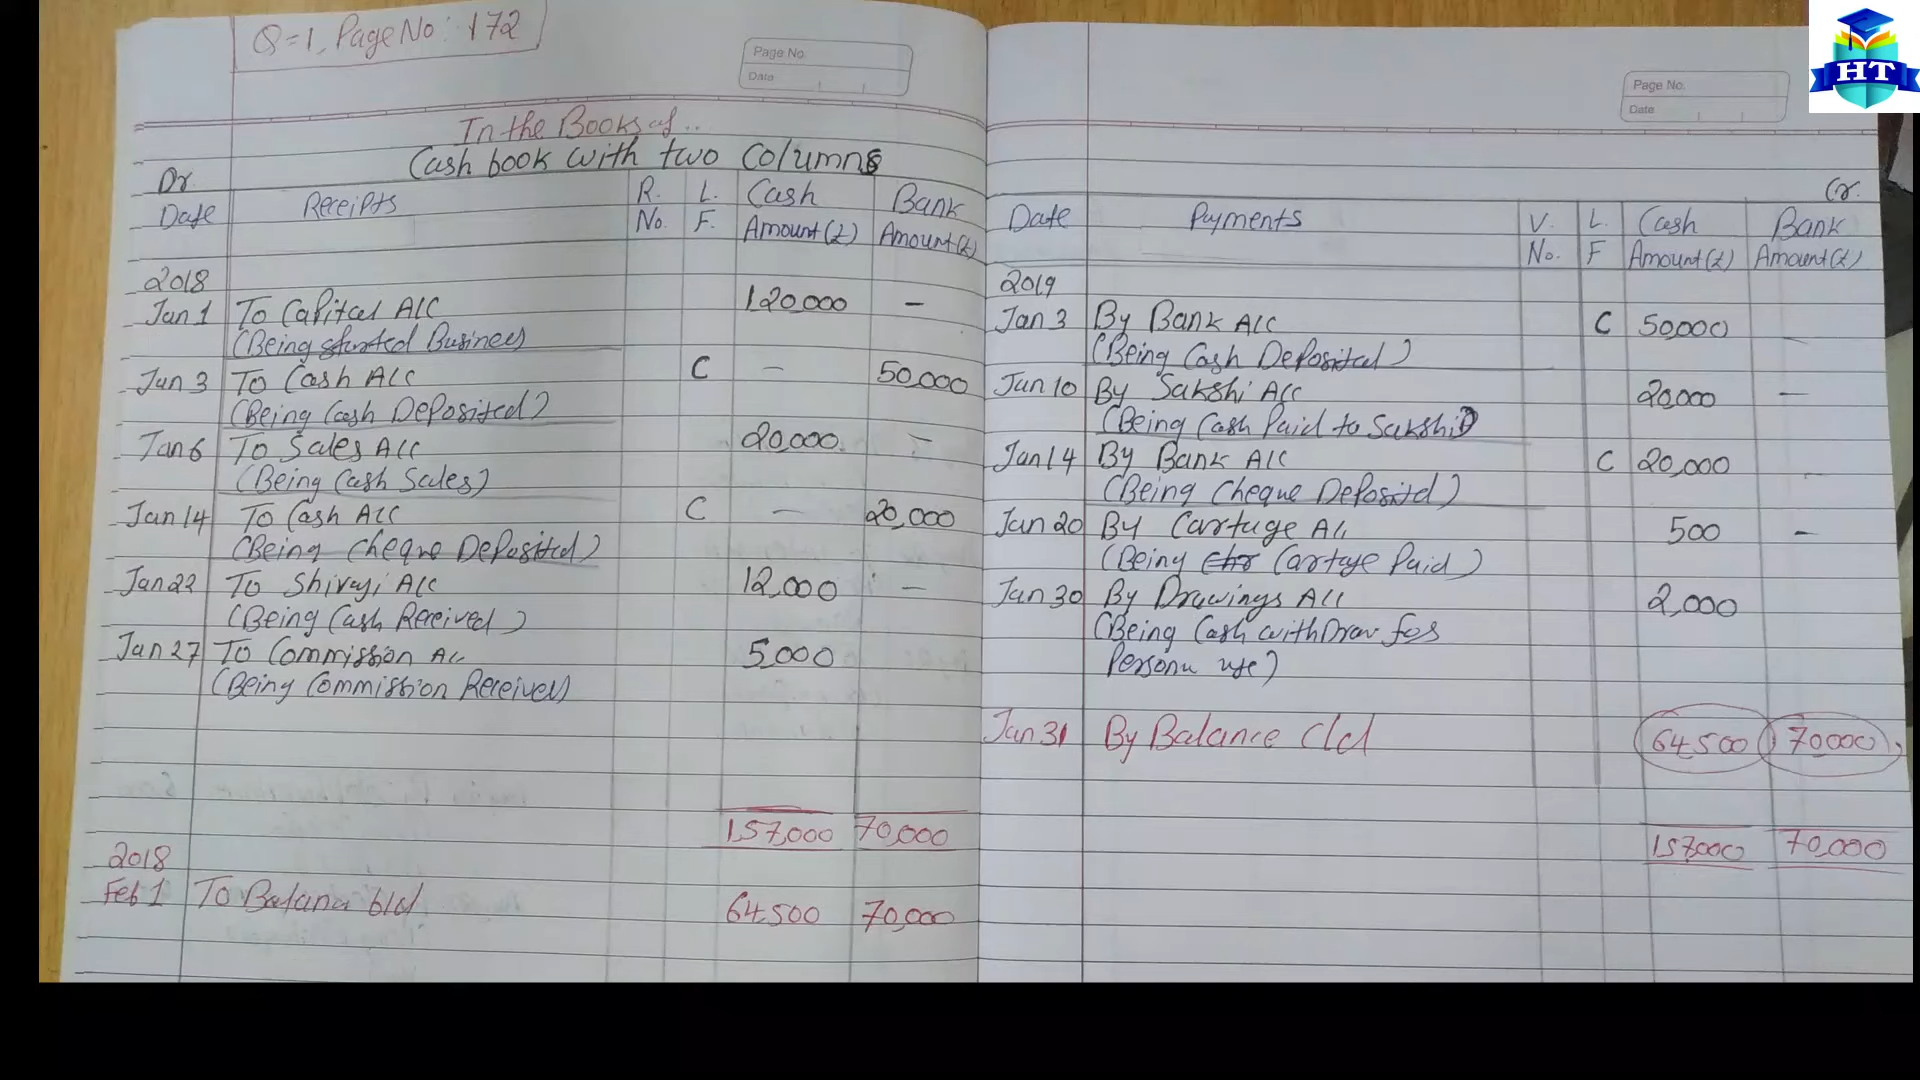 Q=1, Page No: 172
Page No.
Date
In the Books of..
Cash book with two Columns
Dr
Date Receipts R. No. L. F. Cash Amount(₹) Bank Amount(₹)
2018
Jan 1 To Capital A/C 120,000 –
(Being started Business)
Jan 3 To Cash A/C C – 50,000
(Being Cash Deposited)
Jan 6 To Sales A/C 20,000 –
(Being Cash Sales)
Jan 14 To Cash A/C C – 20,000
(Being Cheque Deposited)
Jan 22 To Shivaji A/C 12,000 –
(Being Cash Received)
Jan 27 To Commission A/C 5,000
(Being Commission Received)
157,000 70,000
2018
Feb 1 To Balance b/d 64,500 70,000
Page No.
Date
Cr.
Date Payments V. No. L. F Cash Amount(₹) Bank Amount(₹)
2019
Jan 3 By Bank A/C C 50,000 –
(Being Cash Deposited)
Jan 10 By Sakshi A/C 20,000 –
(Being Cash Paid to Sakshi)
Jan 14 By Bank A/C C 20,000 –
(Being Cheque Deposited)
Jan 20 By Cartage A/C 500 –
(Being Cartage Paid)
Jan 30 By Drawings A/C 2,000
(Being Cash withDraw for
Personal use)
Jan 31 By Balance C/d 64,500 70,000
157,000 70,000
HT